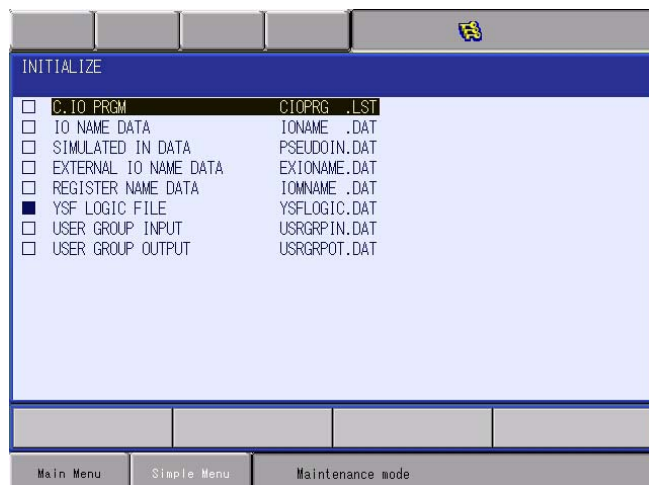 INITIALIZE
C.IO PRGM CIOPRG .LST
IO NAME DATA IONAME .DAT
SIMULATED IN DATA PSEUDOIN.DAT
EXTERNAL IO NAME DATA EXIONAME.DAT
REGISTER NAME DATA IOMNAME .DAT
YSF LOGIC FILE YSFLOGIC.DAT
USER GROUP INPUT USRGRPIN.DAT
USER GROUP OUTPUT USRGRPOT.DAT
Main Menu Simple Menu Maintenance mode